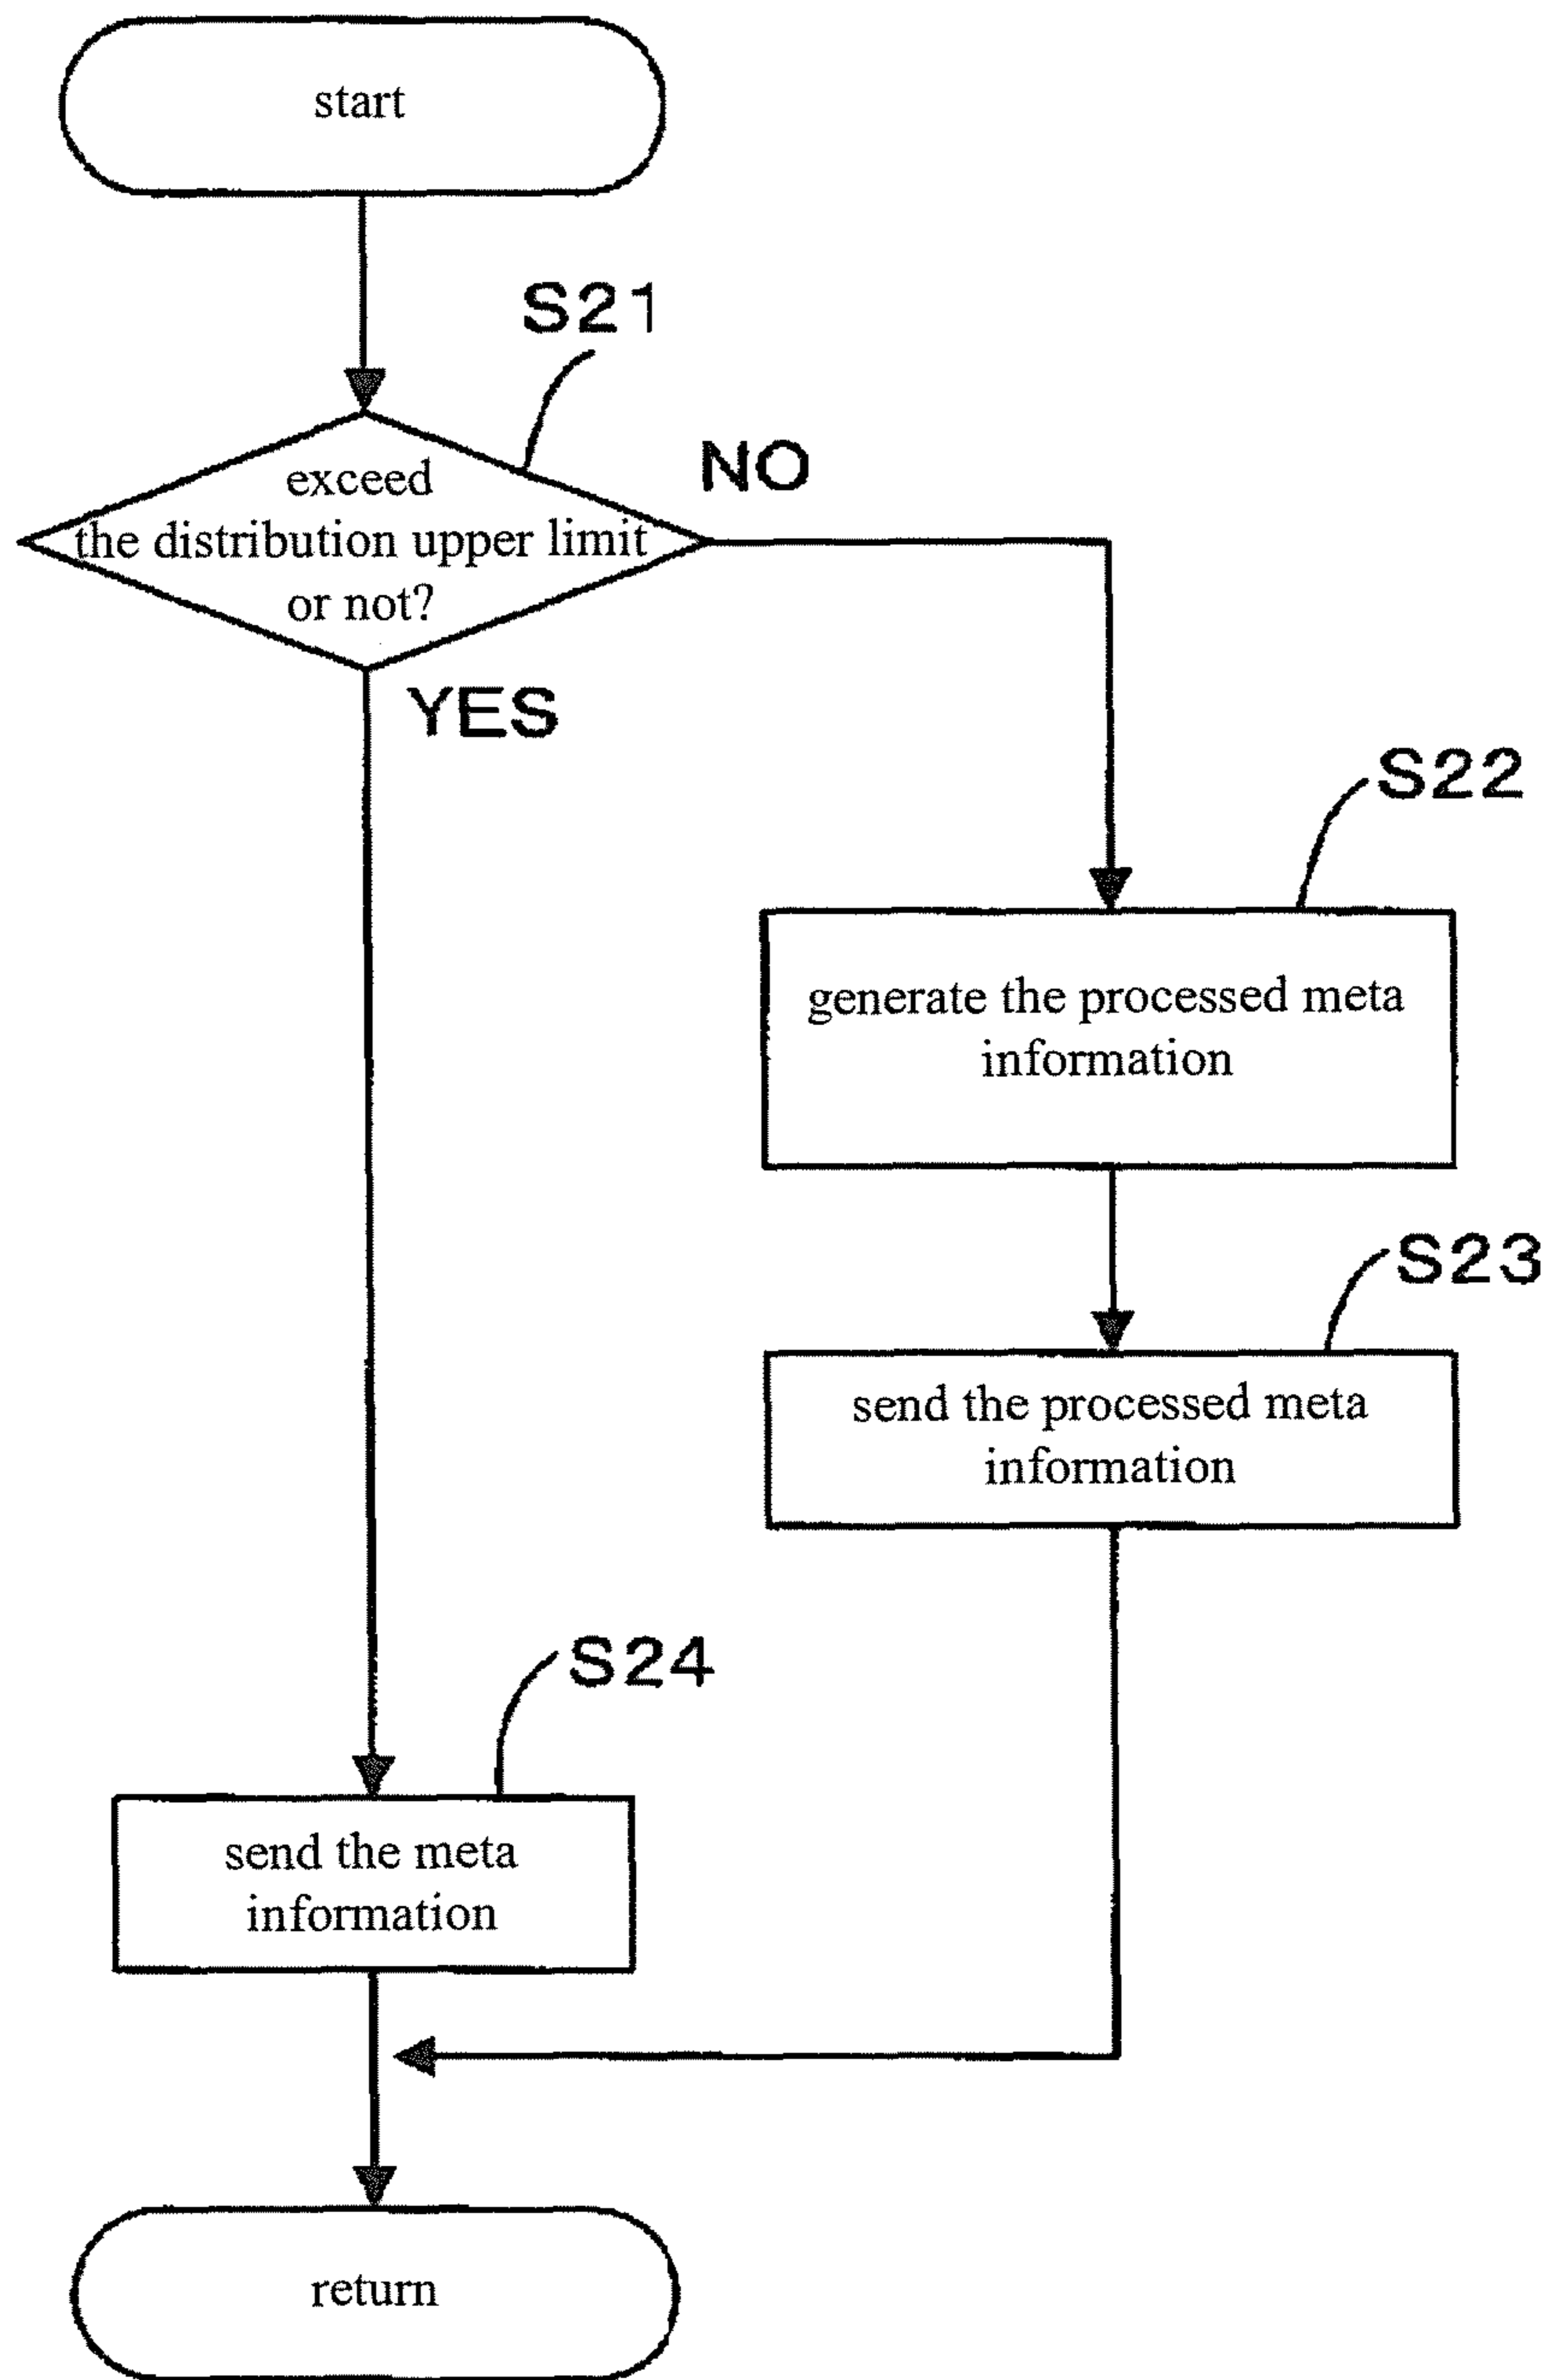 start
S21
exceed
the distribution upper limit
or not?
NO
YES
S22
generate the processed meta
information
S23
send the processed meta
information
S24
send the meta
information
return